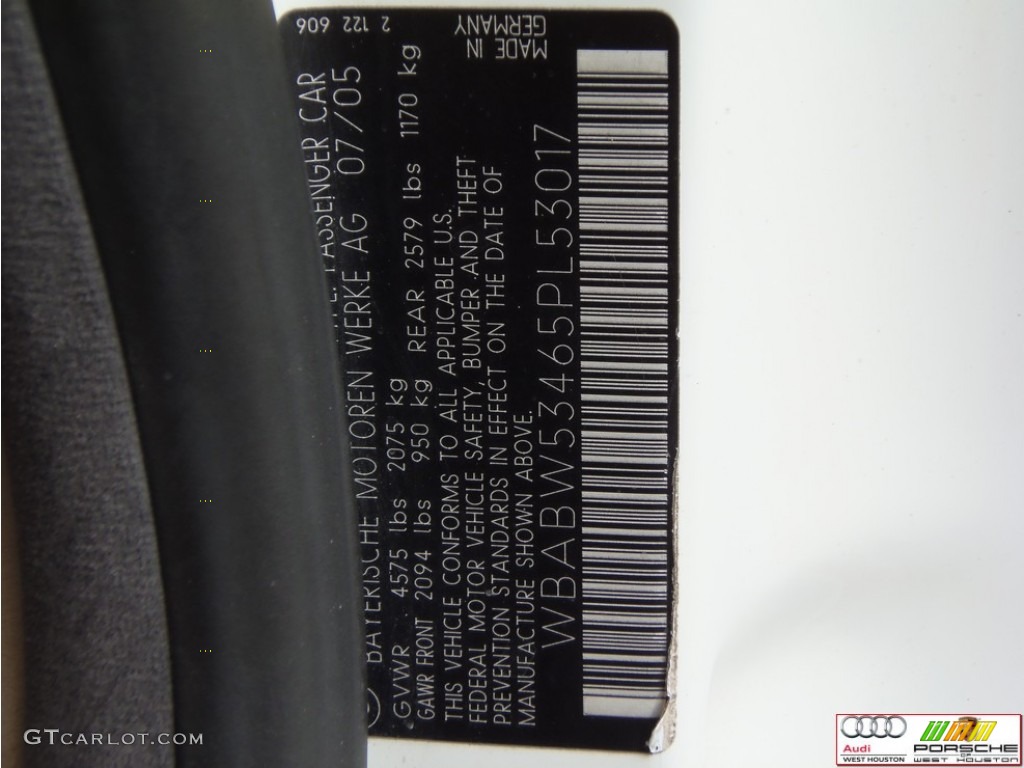 2 122 606
MADE IN
GERMANY
PASSENGER CAR
BAYERISCHE MOTOREN WERKE AG 07/05
GVWR 4575 lbs 2075 kg
GAWR FRONT 2094 lbs 950 kg REAR 2579 lbs 1170 kg
THIS VEHICLE CONFORMS TO ALL APPLICABLE U.S.
FEDERAL MOTOR VEHICLE SAFETY, BUMPER AND THEFT
PREVENTION STANDARDS IN EFFECT ON THE DATE OF
MANUFACTURE SHOWN ABOVE.
WBABW53465PL53017
GTcarlot.com
Audi
WEST HOUSTON
PORSCHE
OF
WEST HOUSTON